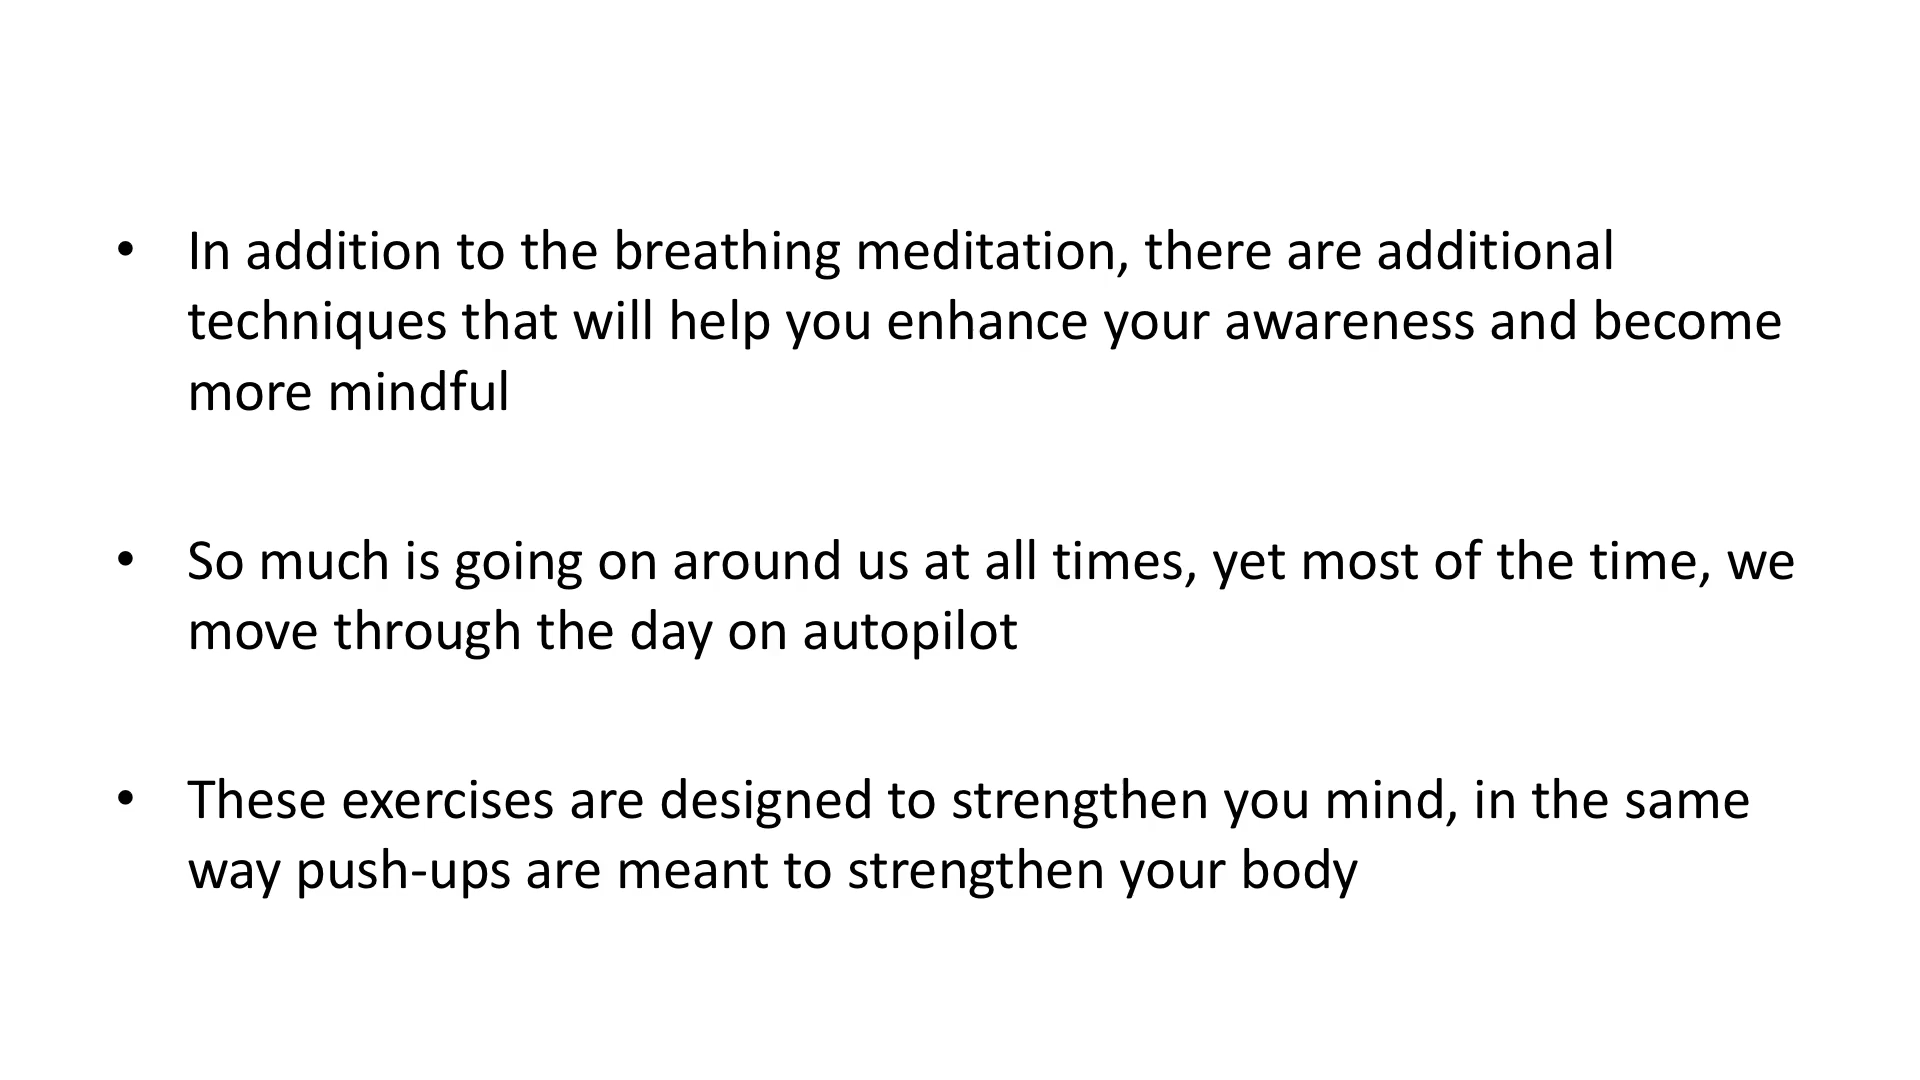 • In addition to the breathing meditation, there are additional
techniques that will help you enhance your awareness and become
more mindful
• So much is going on around us at all times, yet most of the time, we
move through the day on autopilot
• These exercises are designed to strengthen you mind, in the same
way push-ups are meant to strengthen your body